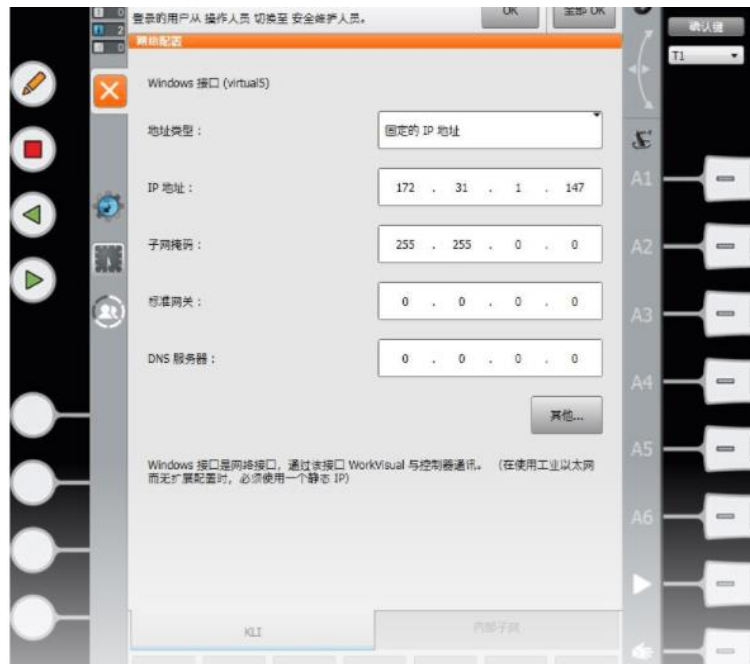 0
2
0
登录的用户从 操作人员 切换至 安全维护人员。
OK
全部 OK
确认键
T1
网络配置
Windows 接口 (virtual5)
地址类型：
固定的 IP 地址
IP 地址：
172 . 31 . 1 . 147
子网掩码：
255 . 255 . 0 . 0
标准网关：
0 . 0 . 0 . 0
DNS 服务器：
0 . 0 . 0 . 0
其他...
Windows 接口是网络接口，通过该接口 WorkVisual 与控制器通讯。 （在使用工业以太网
而无扩展配置时，必须使用一个静态 IP）
KLI
内部子网
A1
A2
A3
A4
A5
A6